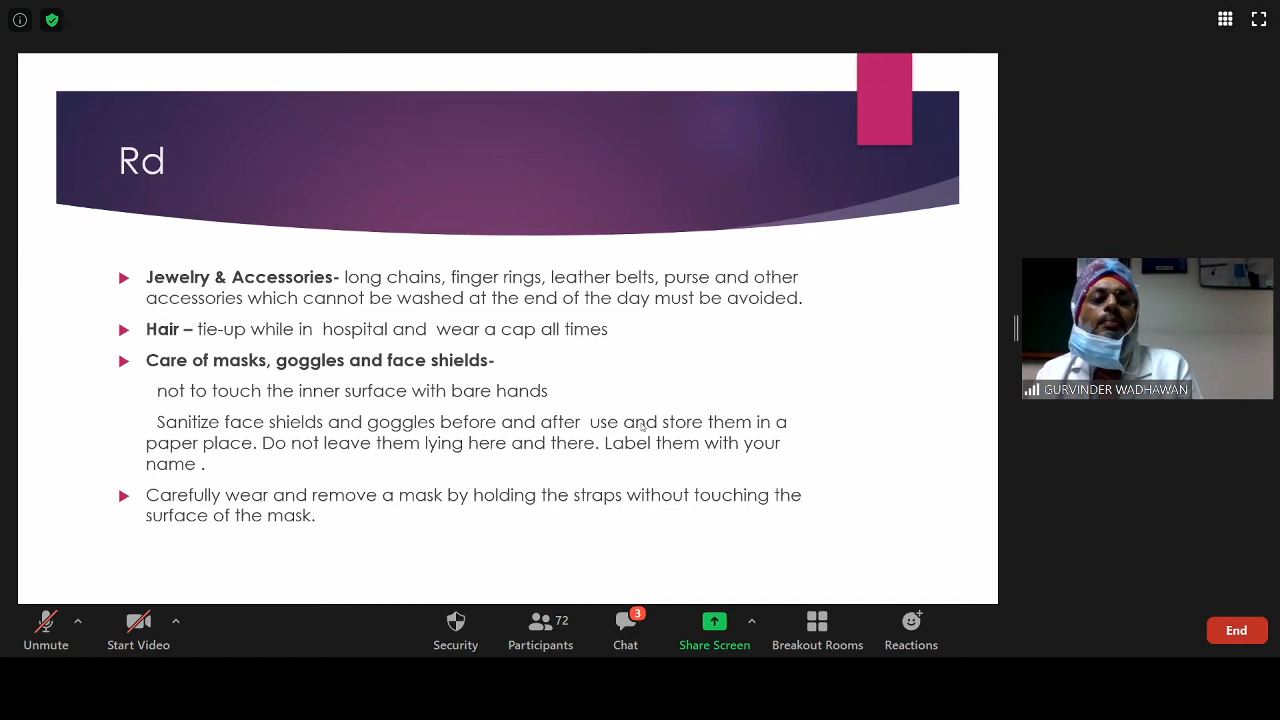 Rd
Jewelry & Accessories- long chains, finger rings, leather belts, purse and other
accessories which cannot be washed at the end of the day must be avoided.
Hair – tie-up while in hospital and wear a cap all times
Care of masks, goggles and face shields-
not to touch the inner surface with bare hands
Sanitize face shields and goggles before and after use and store them in a
paper place. Do not leave them lying here and there. Label them with your
name .
Carefully wear and remove a mask by holding the straps without touching the
surface of the mask.
GURVINDER WADHAWAN
Unmute
Start Video
Security
72
Participants
3
Chat
Share Screen
Breakout Rooms
Reactions
End